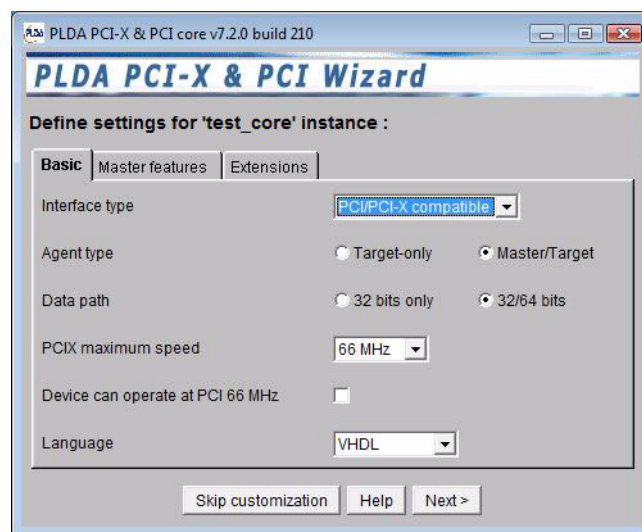 PLDA PLDA PCI-X & PCI core v7.2.0 build 210
PLDA PCI-X & PCI Wizard
Define settings for 'test_core' instance :
Basic Master features Extensions
Interface type PCI/PCI-X compatible
Agent type Target-only Master/Target
Data path 32 bits only 32/64 bits
PCIX maximum speed 66 MHz
Device can operate at PCI 66 MHz
Language VHDL
Skip customization Help Next >